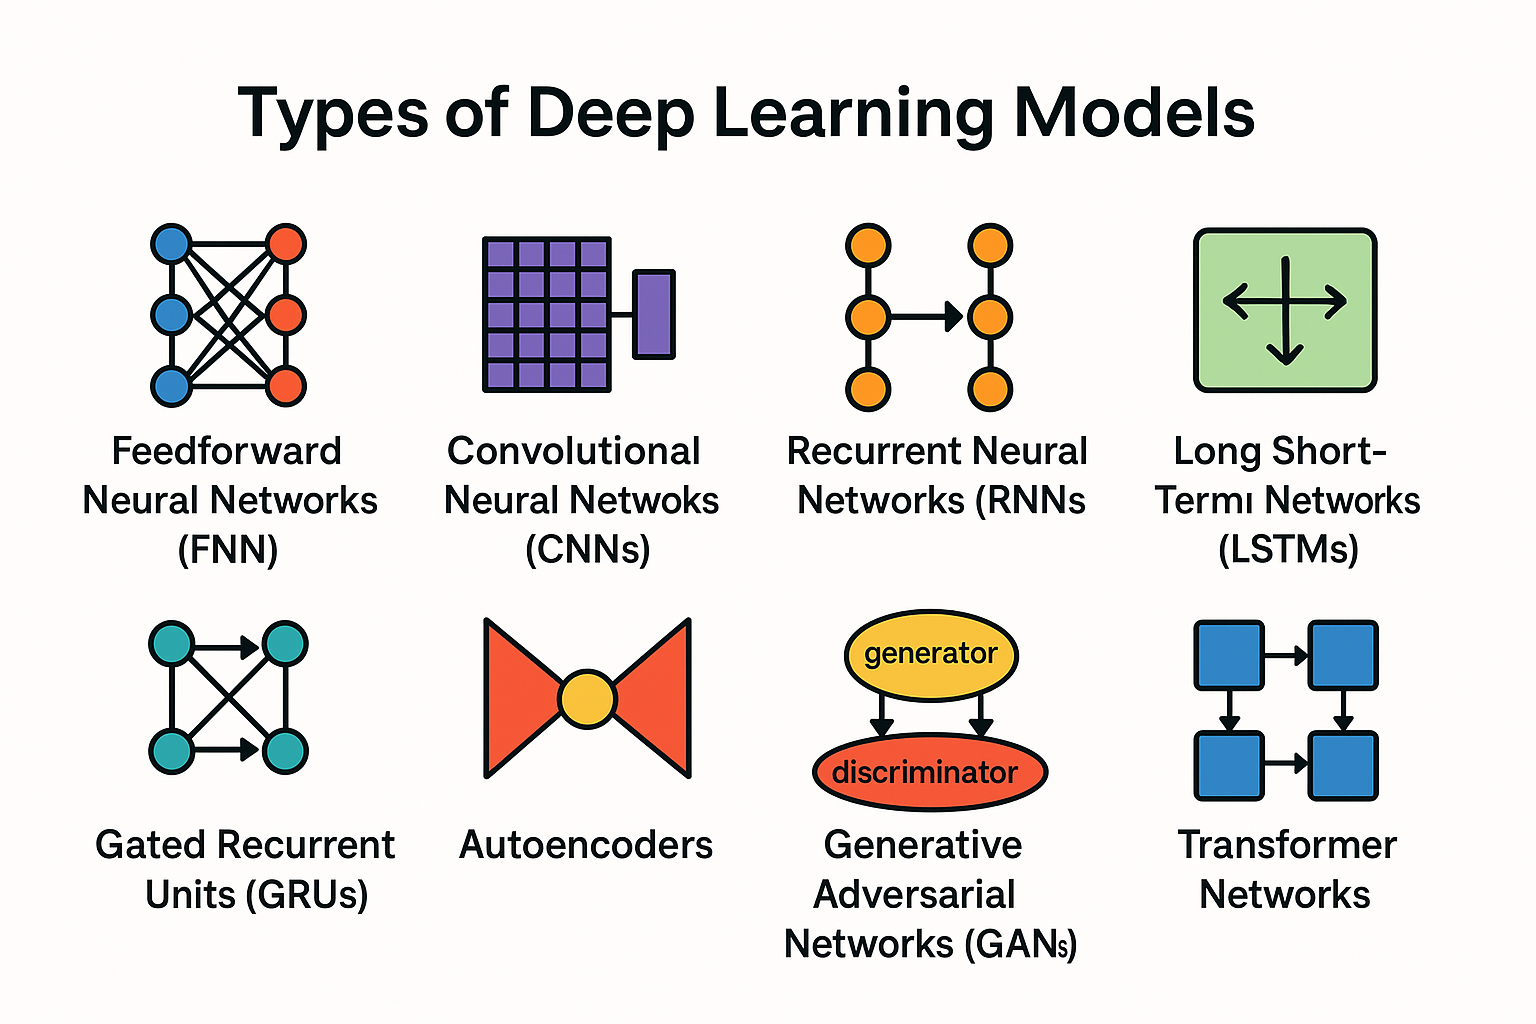 Types of Deep Learning Models
Feedforward
Neural Networks
(FNN)
Convolutional
Neural Netwoks
(CNNs)
Recurrent Neural
Networks (RNNs
Long Short-
Termı Networks
(LSTMs)
generator
discriminator
Gated Recurrent
Units (GRUs)
Autoencoders
Generative
Adversarial
Networks (GANs)
Transformer
Networks